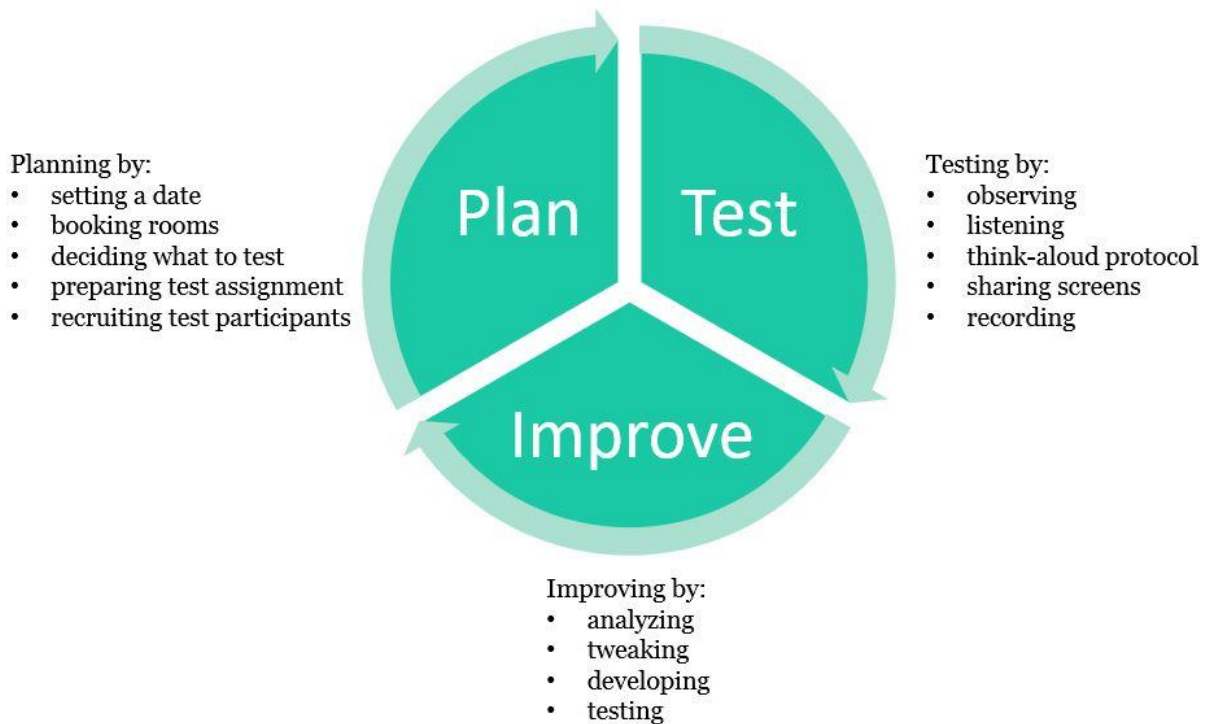 Plan
Test
Improve
Planning by:
• setting a date
• booking rooms
• deciding what to test
• preparing test assignment
• recruiting test participants
Testing by:
• observing
• listening
• think-aloud protocol
• sharing screens
• recording
Improving by:
• analyzing
• tweaking
• developing
• testing